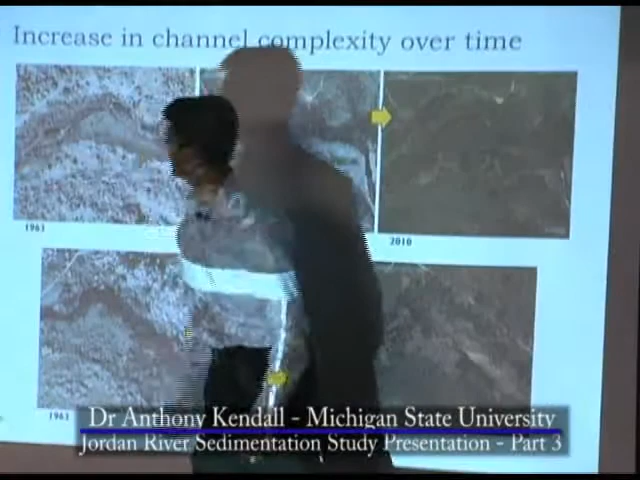 Increase in channel complexity over time
1961
2010
1961
Dr Anthony Kendall - Michigan State University
Jordan River Sedimentation Study Presentation - Part 3